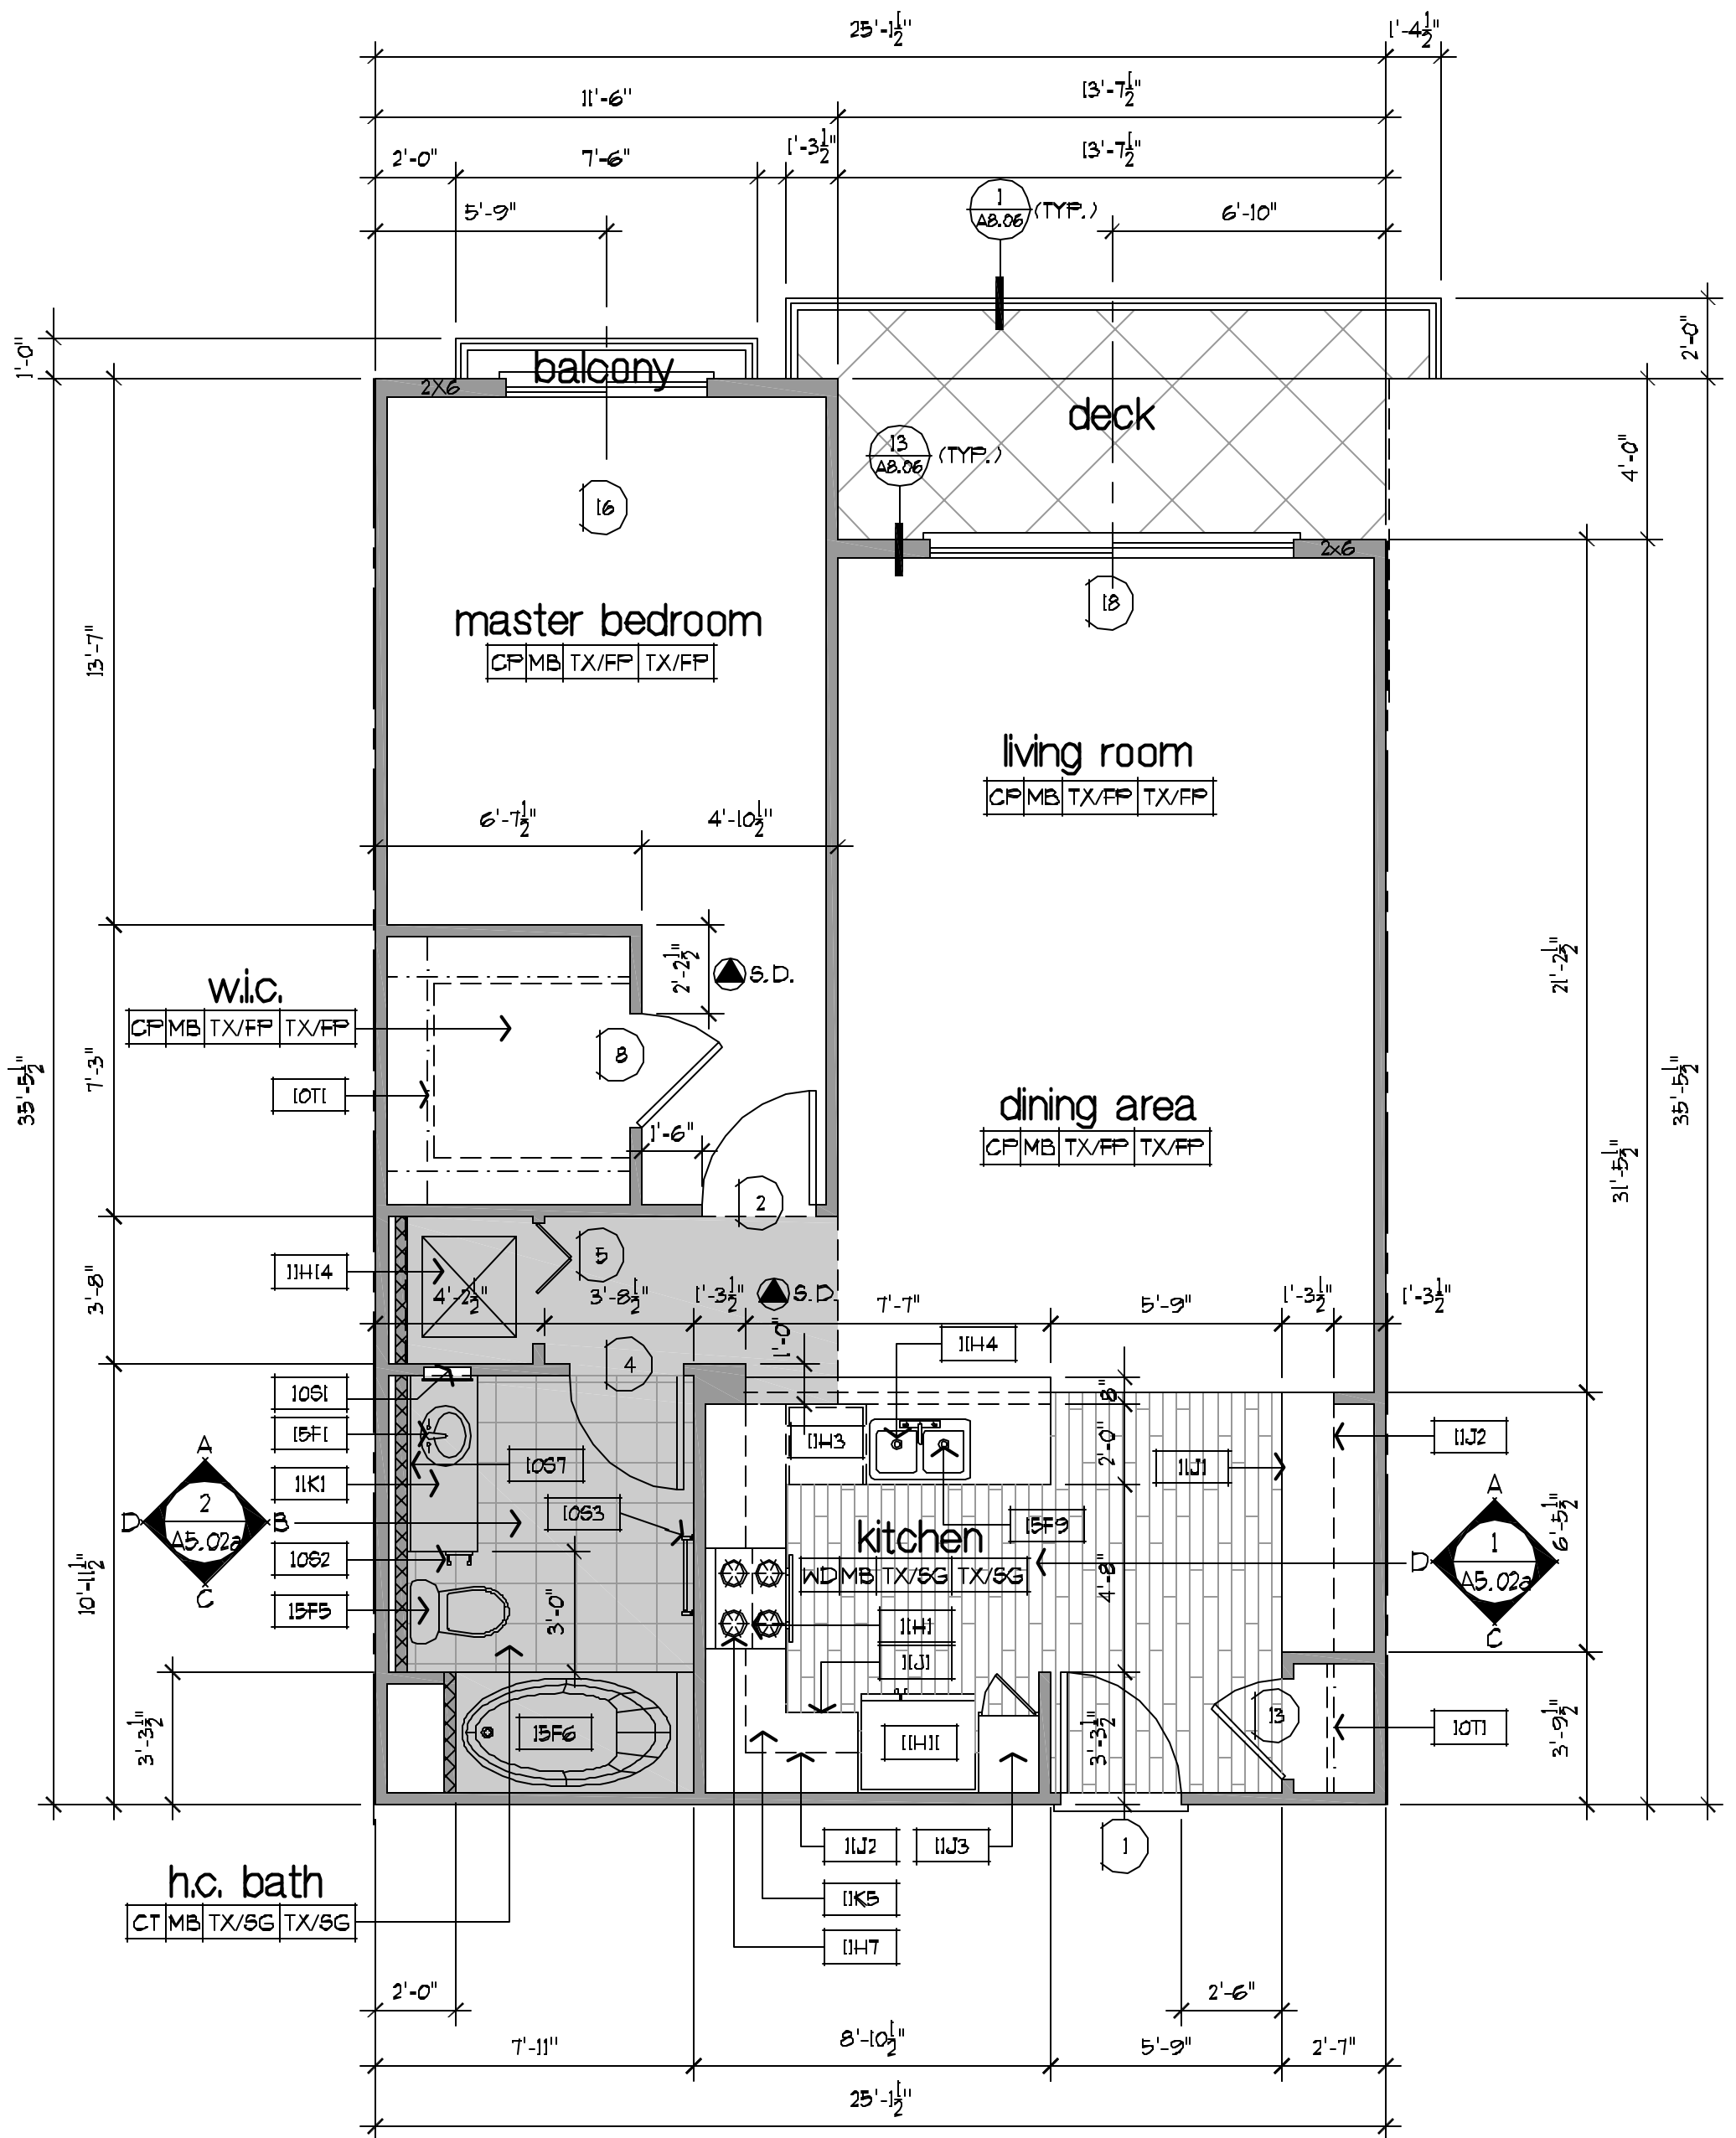 25'-1 1/2" 1'-4 1/2"
11'-6" 13'-7 1/2"
2'-0" 7'-6" 1'-3 1/2" 13'-7 1/2"
5'-9" 1 A8.06 (TYP.) 6'-10"
1'-0" 2'-0"
balcony
2X6
deck
13 A8.06 (TYP.) 4'-0"
16
2x6
18
master bedroom
CP MB TX/FP TX/FP
13'-7"
living room
CP MB TX/FP TX/FP
6'-7 1/2" 4'-10 1/2"
2'-2 1/2" S.D.
21'-2 1/2"
w.i.c.
CP MB TX/FP TX/FP
8
35'-5 1/2" 7'-3" 35'-5 1/2"
10T1
dining area
CP MB TX/FP TX/FP
1'-6"
31'-5 1/2"
2
5
11H14
3'-8"
4'-2 1/2" 3'-8 1/2" 1'-3 1/2" S.D. 7'-7" 5'-9" 1'-3 1/2" 1'-3 1/2"
1'-0" 11H4
4
10S1 8"
15F1 11H3 2'-0" 11J2
A 10S7 11J1
11K1 A
2 A5.02a D B C
10S3 15F9
kitchen
WD MB TX/SG TX/SG
6'-5 1/2"
1 A5.02a D C
10S2
4'-8"
15F5 3'-0" 11H1
11J1
10'-11 1/2"
3'-3 1/2" 15F6 11H11 3'-3 1/2" 13 10T1 3'-9 1/2"
11J2 11J3 1
h.c. bath
CT MB TX/SG TX/SG
11K5
11H7
2'-0" 2'-6"
7'-11" 8'-10 1/2" 5'-9" 2'-7"
25'-1 1/2"